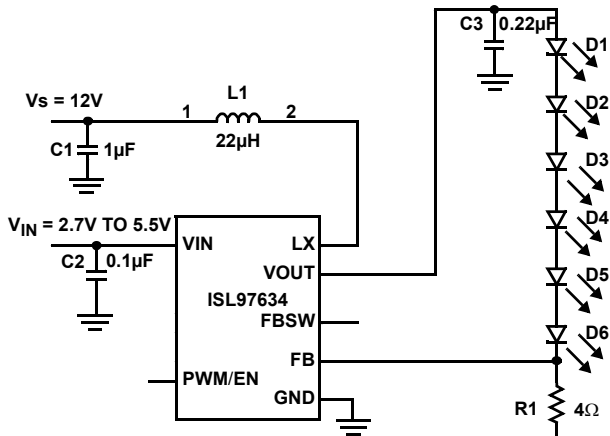 C3 0.22µF
D1
D2
D3
D4
D5
D6
L1
Vs = 12V
1
2
22µH
C1
1µF
VIN = 2.7V TO 5.5V
C2
0.1µF
VIN
LX
VOUT
ISL97634
FBSW
FB
PWM/EN
GND
R1
4Ω